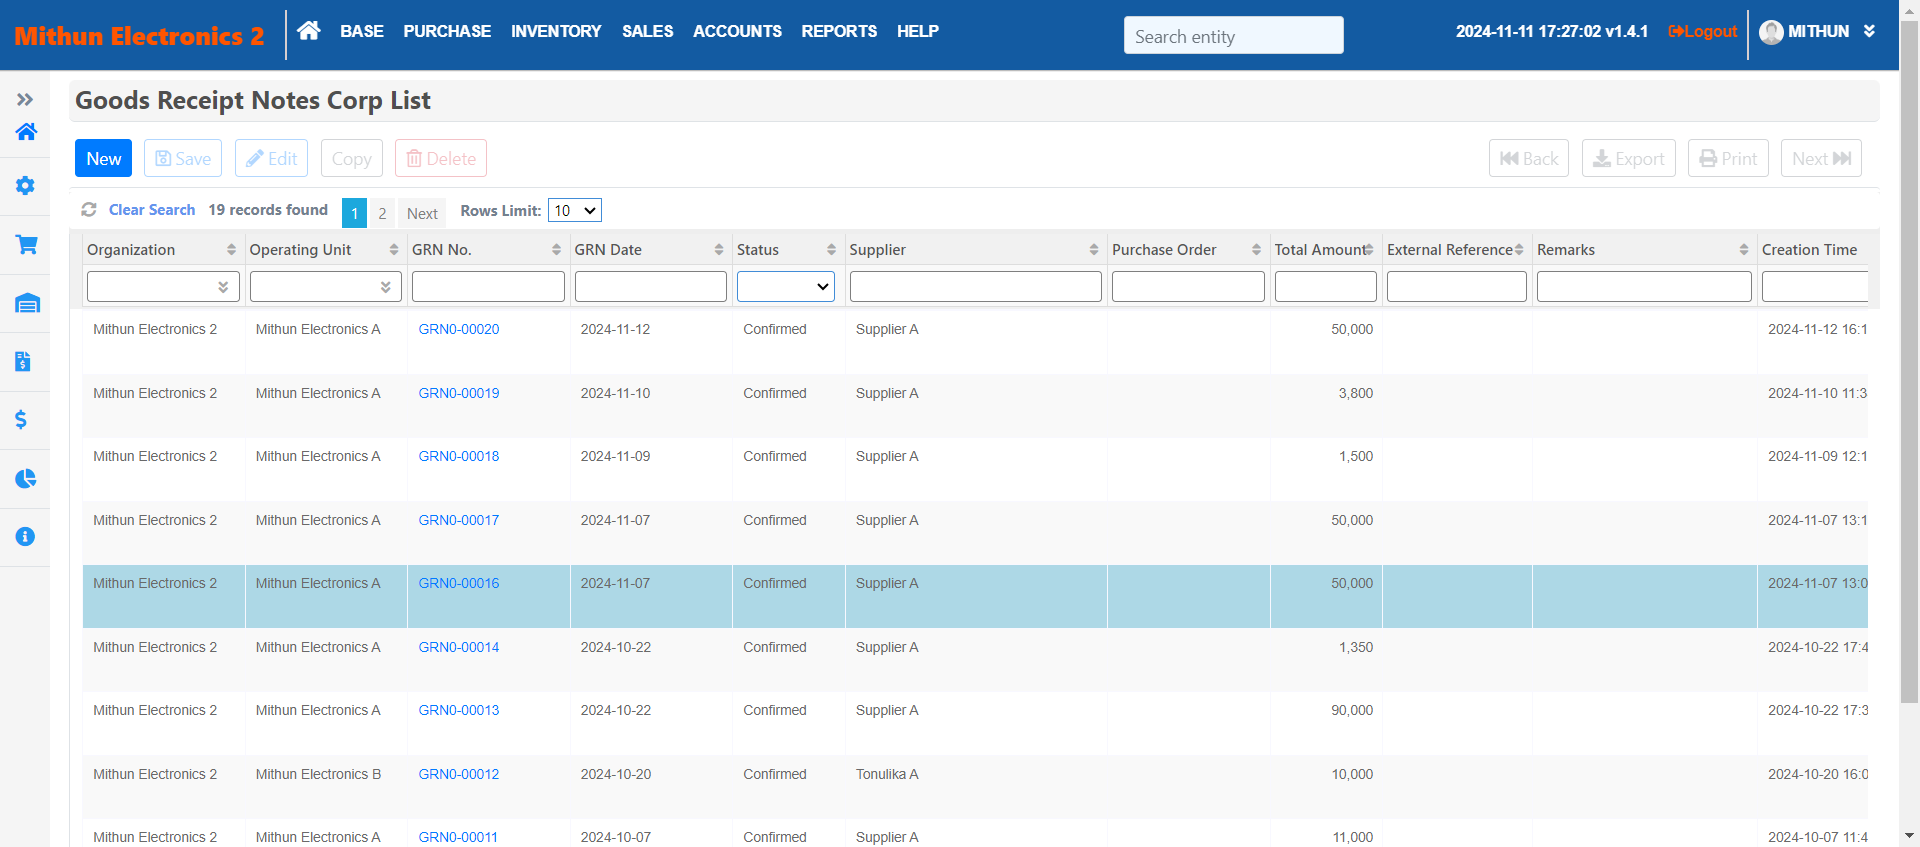 Mithun Electronics 2 BASE PURCHASE INVENTORY SALES ACCOUNTS REPORTS HELP Search entity 2024-11-11 17:27:02 v1.4.1 Logout MITHUN
Goods Receipt Notes Corp List
New Save Edit Copy Delete Back Export Print Next
Clear Search 19 records found 1 2 Next Rows Limit: 10
Organization Operating Unit GRN No. GRN Date Status Supplier Purchase Order Total Amount External Reference Remarks Creation Time
Mithun Electronics 2 Mithun Electronics A GRN0-00020 2024-11-12 Confirmed Supplier A 50,000 2024-11-12 16:1
Mithun Electronics 2 Mithun Electronics A GRN0-00019 2024-11-10 Confirmed Supplier A 3,800 2024-11-10 11:3
Mithun Electronics 2 Mithun Electronics A GRN0-00018 2024-11-09 Confirmed Supplier A 1,500 2024-11-09 12:1
Mithun Electronics 2 Mithun Electronics A GRN0-00017 2024-11-07 Confirmed Supplier A 50,000 2024-11-07 13:1
Mithun Electronics 2 Mithun Electronics A GRN0-00016 2024-11-07 Confirmed Supplier A 50,000 2024-11-07 13:0
Mithun Electronics 2 Mithun Electronics A GRN0-00014 2024-10-22 Confirmed Supplier A 1,350 2024-10-22 17:4
Mithun Electronics 2 Mithun Electronics A GRN0-00013 2024-10-22 Confirmed Supplier A 90,000 2024-10-22 17:3
Mithun Electronics 2 Mithun Electronics B GRN0-00012 2024-10-20 Confirmed Tonulika A 10,000 2024-10-20 16:0
Mithun Electronics 2 Mithun Electronics A GRN0-00011 2024-10-07 Confirmed Supplier A 11,000 2024-10-07 11:4